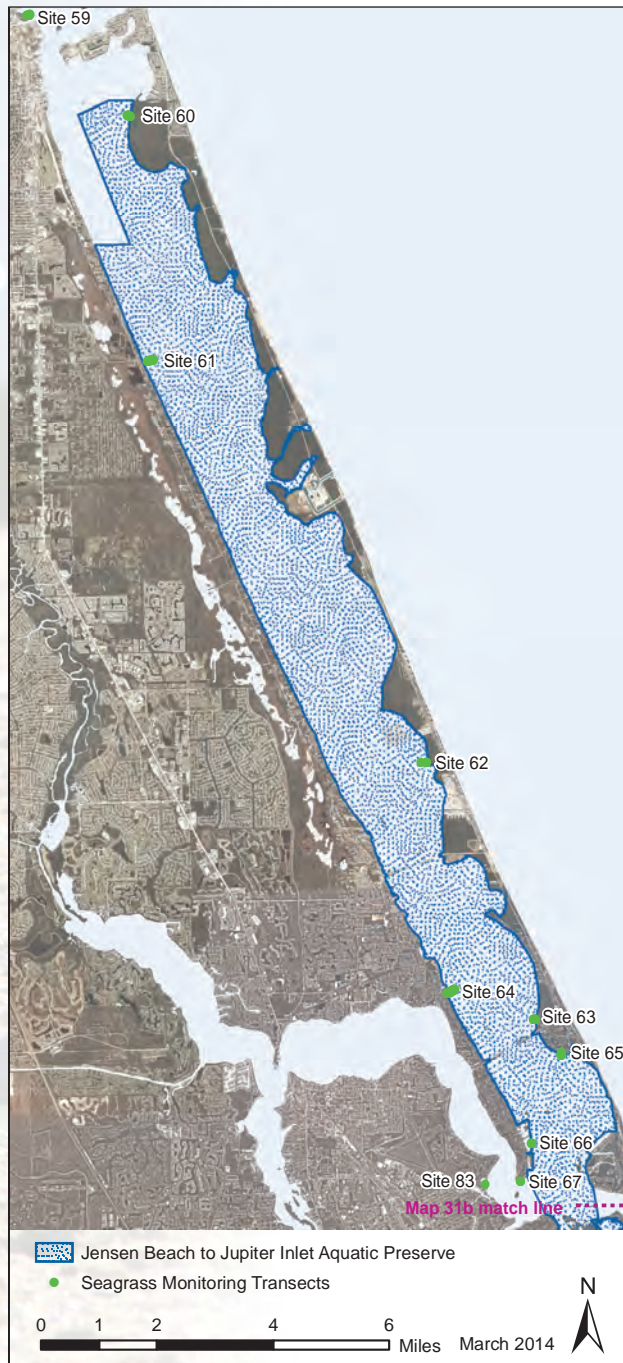 Site 59
Site 60
Site 61
Site 62
Site 64
Site 63
Site 65
Site 66
Site 83
Site 67
Map 31b match line
Jensen Beach to Jupiter Inlet Aquatic Preserve
Seagrass Monitoring Transects
N
0 1 2 4 6
Miles March 2014